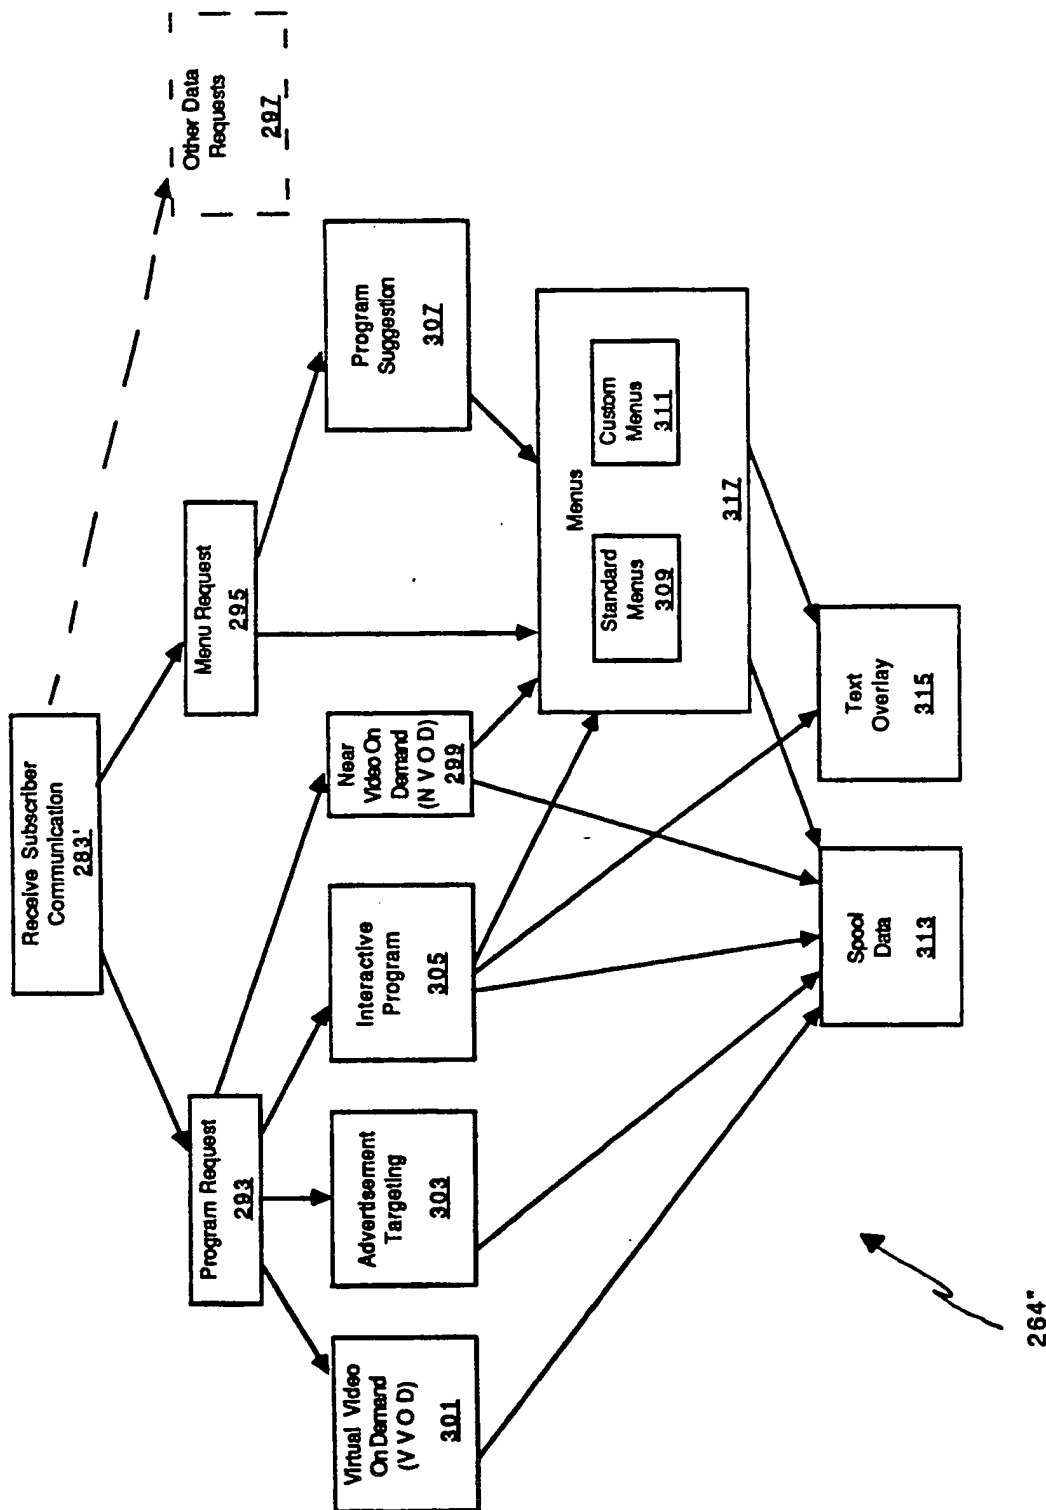 Receive Subscriber
Communication
283'
Other Data
Requests
297
Program Request
293
Menu Request
295
Virtual Video
On Demand
(V V O D)
301
Advertisement
Targeting
303
Interactive
Program
305
Near
Video On
Demand
(N V O D)
299
Program
Suggestion
307
Menus
Standard
Menus
309
Custom
Menus
311
317
Spool
Data
313
Text
Overlay
315
264"